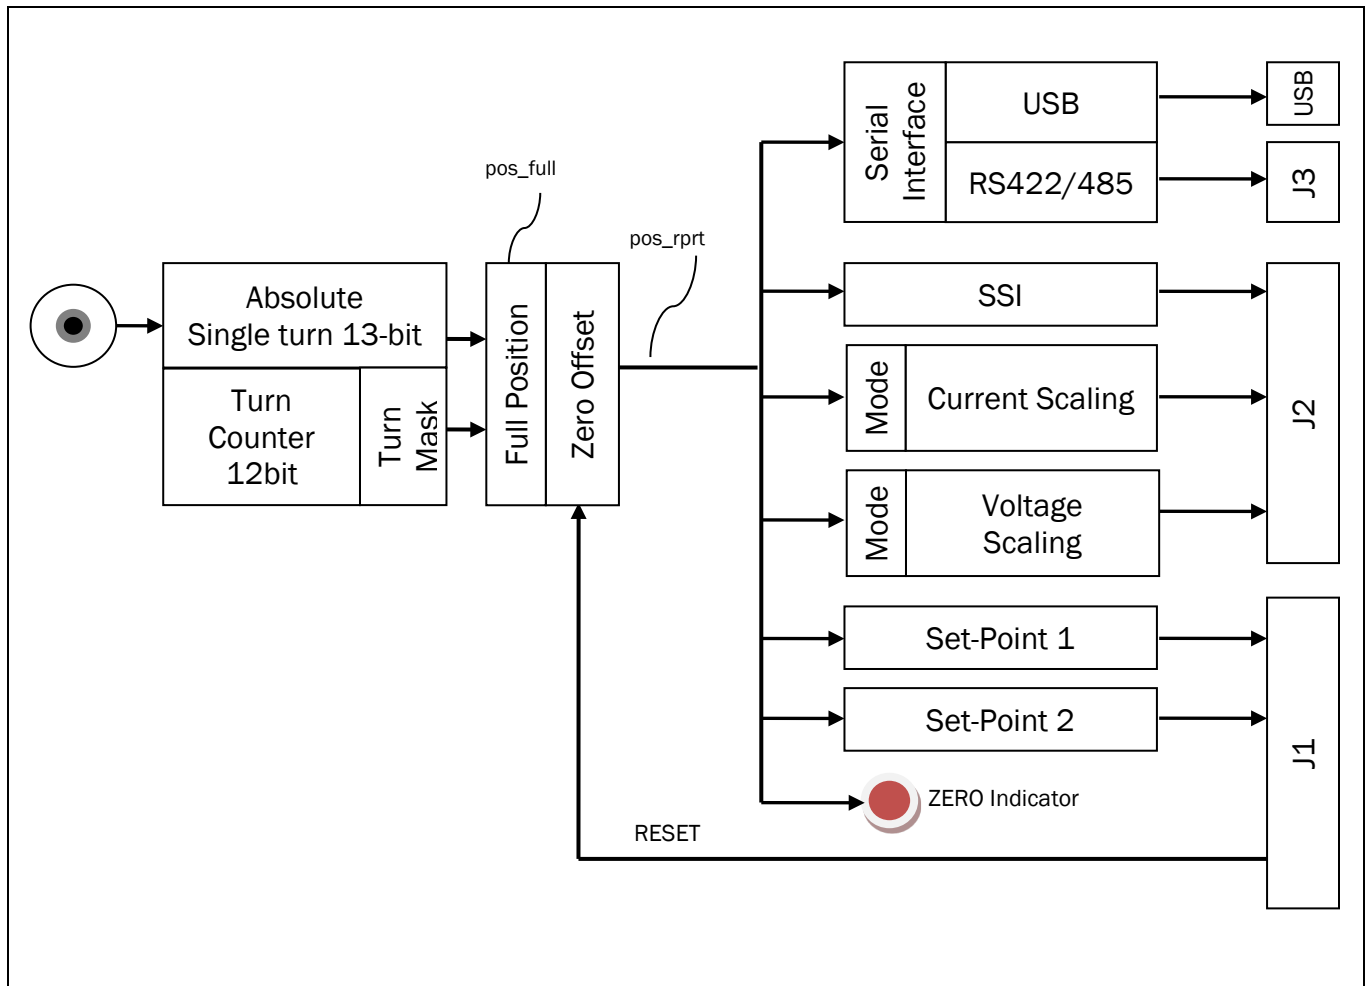 pos_full
pos_rprt
Absolute
Single turn 13-bit
Turn
Counter
12bit
Turn
Mask
Full Position
Zero Offset
Serial
Interface
USB
RS422/485
USB
J3
SSI
Mode
Current Scaling
Mode
Voltage
Scaling
J2
Set-Point 1
Set-Point 2
J1
ZERO Indicator
RESET